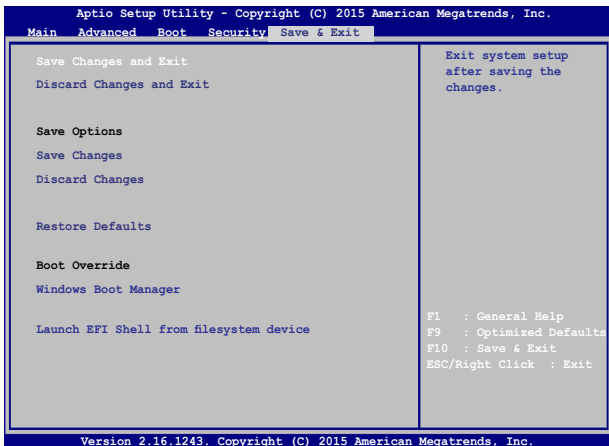 Aptio Setup Utility - Copyright (C) 2015 American Megatrends, Inc.
Main Advanced Boot Security Save & Exit
Save Changes and Exit
Discard Changes and Exit
Save Options
Save Changes
Discard Changes
Restore Defaults
Boot Override
Windows Boot Manager
Launch EFI Shell from filesystem device
Exit system setup
after saving the
changes.
F1 : General Help
F9 : Optimized Defaults
F10 : Save & Exit
ESC/Right Click : Exit
Version 2.16.1243. Copyright (C) 2015 American Megatrends, Inc.